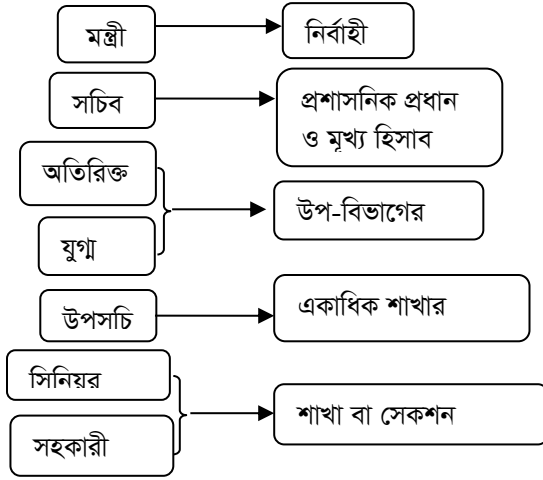 মন্ত্রী
নির্বাহী
সচিব
প্রশাসনিক প্রধান
ও মূখ্য হিসাব
অতিরিক্ত
যুগ্ম
উপ-বিভাগের
উপসচি
একাধিক শাখার
সিনিয়র
সহকারী
শাখা বা সেকশন